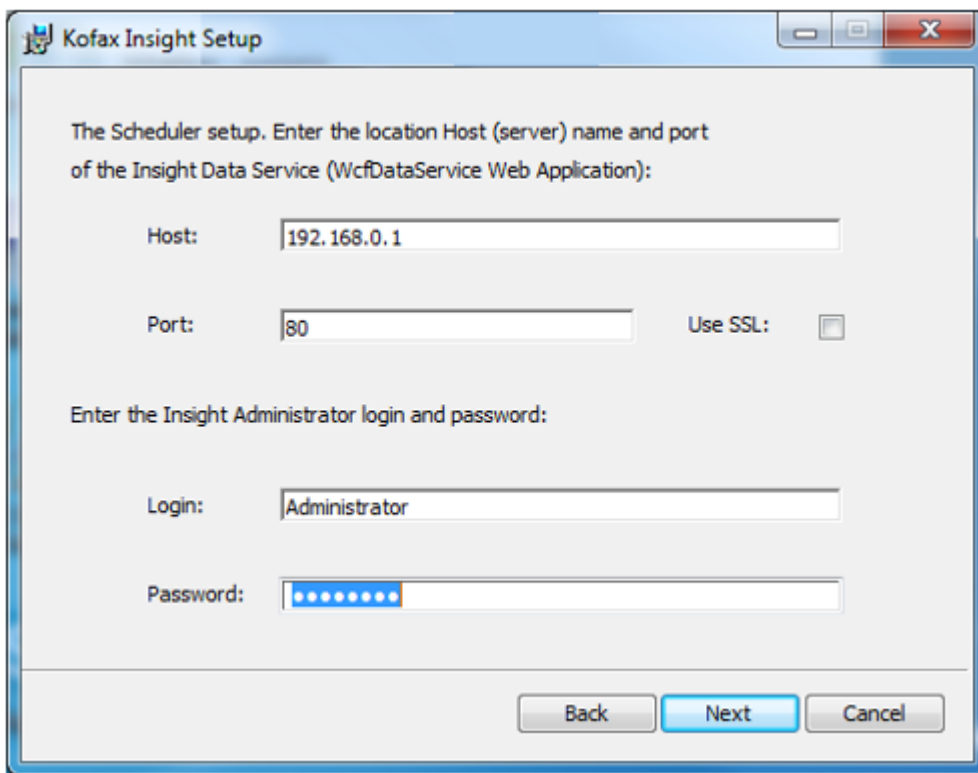 Kofax Insight Setup
The Scheduler setup. Enter the location Host (server) name and port
of the Insight Data Service (WcfDataService Web Application):
Host: 192.168.0.1
Port: 80 Use SSL:
Enter the Insight Administrator login and password:
Login: Administrator
Password: ●●●●●●●●
Back Next Cancel